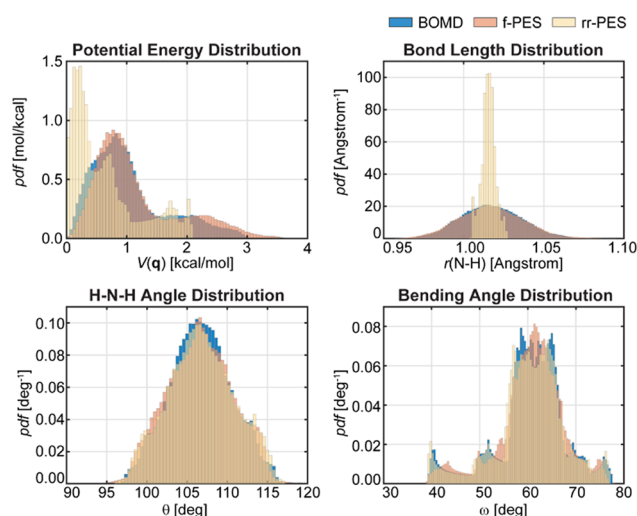 BOMD f-PES rr-PES
Potential Energy Distribution
1.5
1.0
0.5
0
0 1 2 3 4
pdf [mol/kcal]
V(q) [kcal/mol]
Bond Length Distribution
100
80
60
40
20
0
0.95 1.00 1.05 1.10
pdf [Angstrom⁻¹]
r(N-H) [Angstrom]
H-N-H Angle Distribution
0.10
0.08
0.06
0.04
0.02
0.00
90 100 110 120
pdf [deg⁻¹]
θ [deg]
Bending Angle Distribution
0.08
0.06
0.04
0.02
0.00
30 40 50 60 70 80
pdf [deg⁻¹]
ω [deg]